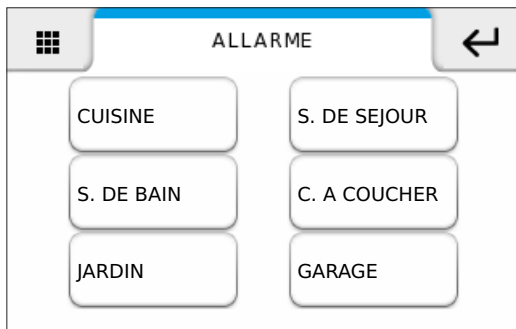 ALLARME
CUISINE
S. DE SEJOUR
S. DE BAIN
C. A COUCHER
JARDIN
GARAGE